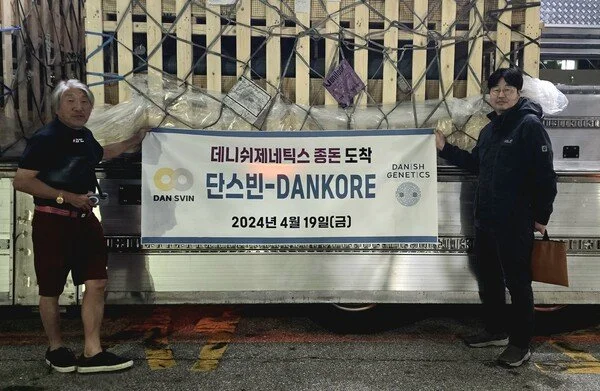 데니쉬제네틱스 종돈 도착
DAN SVIN
단스빈-DANKORE
DANISH
GENETICS
2024년 4월 19일(금)